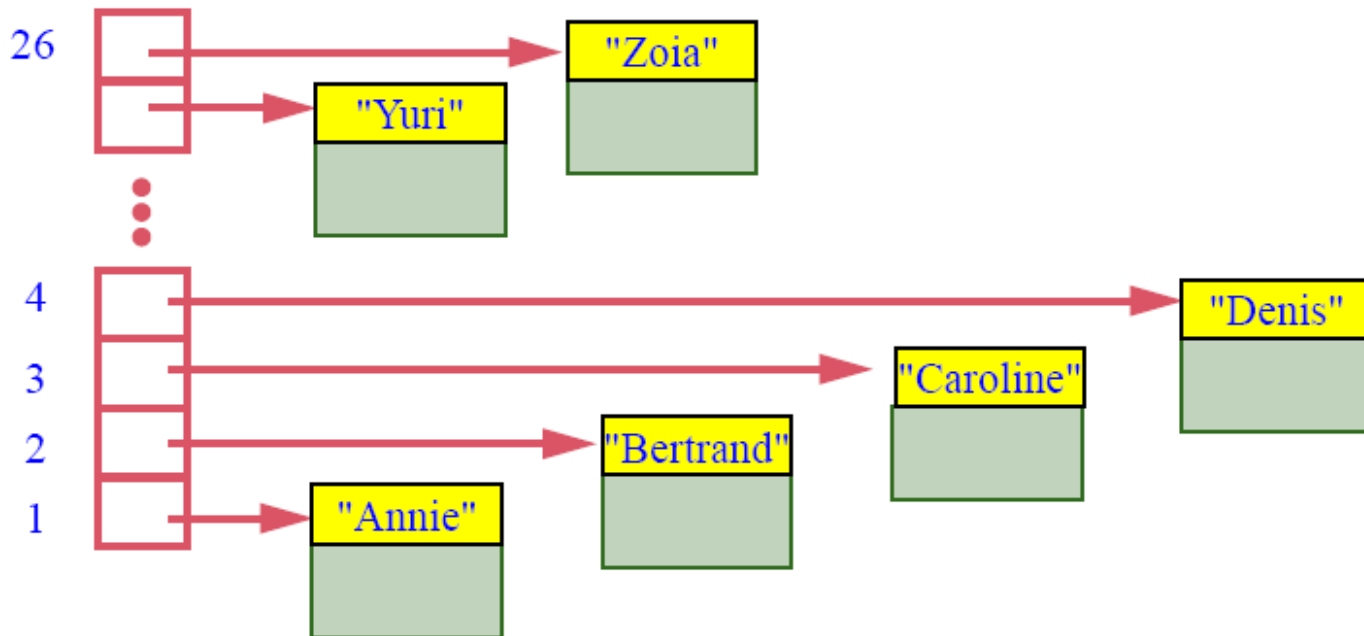 26
"Zoia"
"Yuri"
4
"Denis"
3
"Caroline"
2
"Bertrand"
1
"Annie"